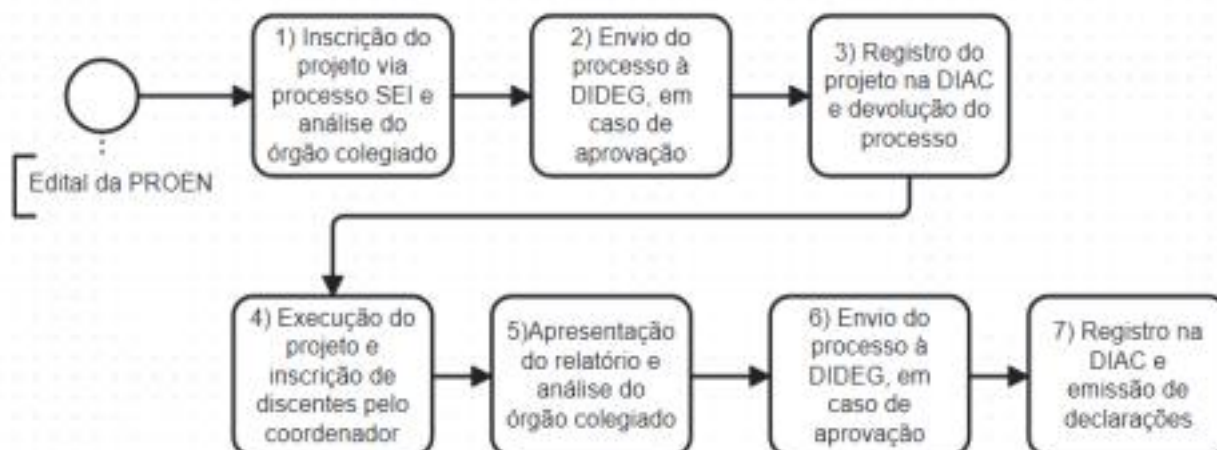 Edital da PROEN
1) Inscrição do
projeto via
processo SEI e
análise do
órgão colegiado
2) Envio do
processo à
DIDEG, em
caso de
aprovação
3) Registro do
projeto na DIAC
e devolução do
processo
4) Execução do
projeto e
inscrição de
discentes pelo
coordenador
5)Apresentação
do relatório e
análise do
órgão colegiado
6) Envio do
processo à
DIDEG, em
caso de
aprovação
7) Registro na
DIAC e
emissão de
declarações